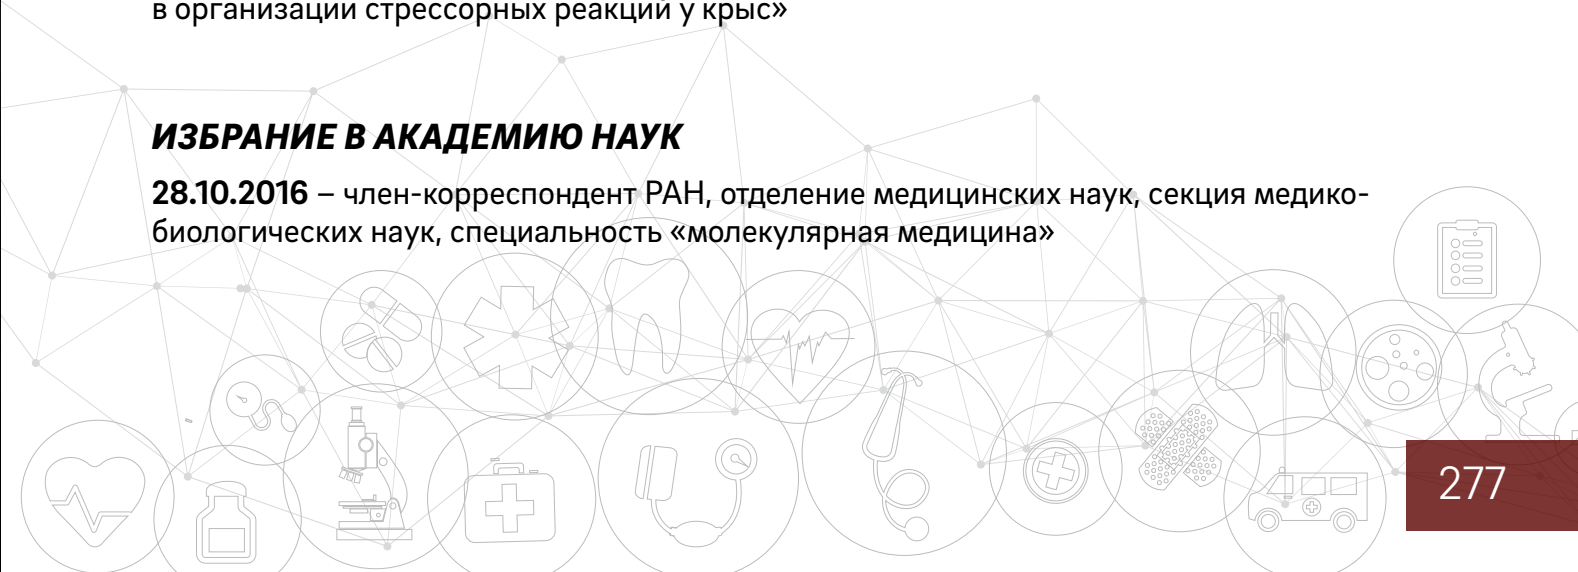 в организации стрессорных реакций у крыс»
ИЗБРАНИЕ В АКАДЕМИЮ НАУК
28.10.2016 – член-корреспондент РАН, отделение медицинских наук, секция медико-
биологических наук, специальность «молекулярная медицина»
277